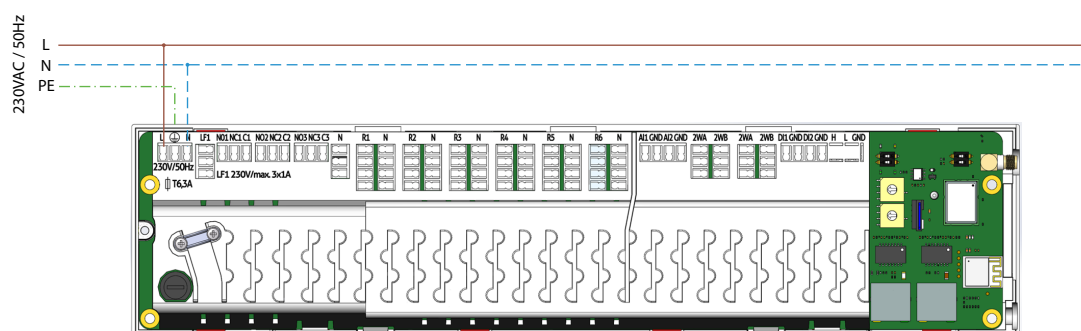 230VAC / 50Hz
L
N
PE
L N LF1 NO1 NC1 C1 NO2 NC2 C2 NO3 NC3 C3 N R1 N R2 N R3 N R4 N R5 N R6 N AI1 GND AI2 GND 2WA 2WB 2WA 2WB DI1 GND DI2 GND H L GND
230V/50Hz
LF1 230V/max. 3x1A
T6,3A